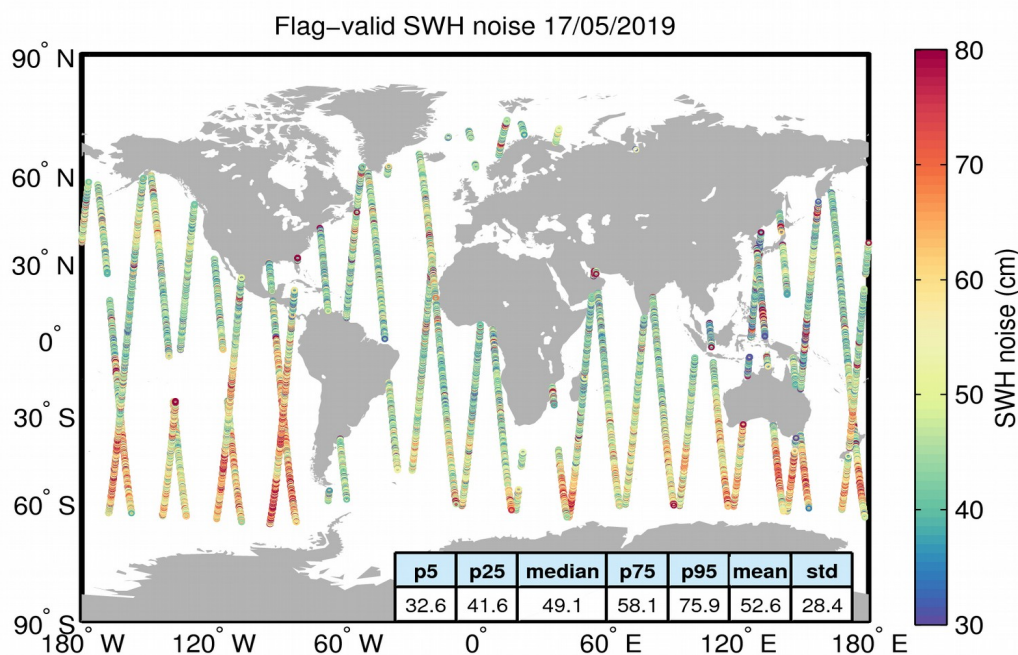 Flag−valid SWH noise 17/05/2019
90° N
60° N
30° N
0°
30° S
60° S
90° S
180° W
120° W
60° W
0°
60° E
120° E
180° E
80
70
60
50
40
30
SWH noise (cm)
p5 p25 median p75 p95 mean std
32.6 41.6 49.1 58.1 75.9 52.6 28.4